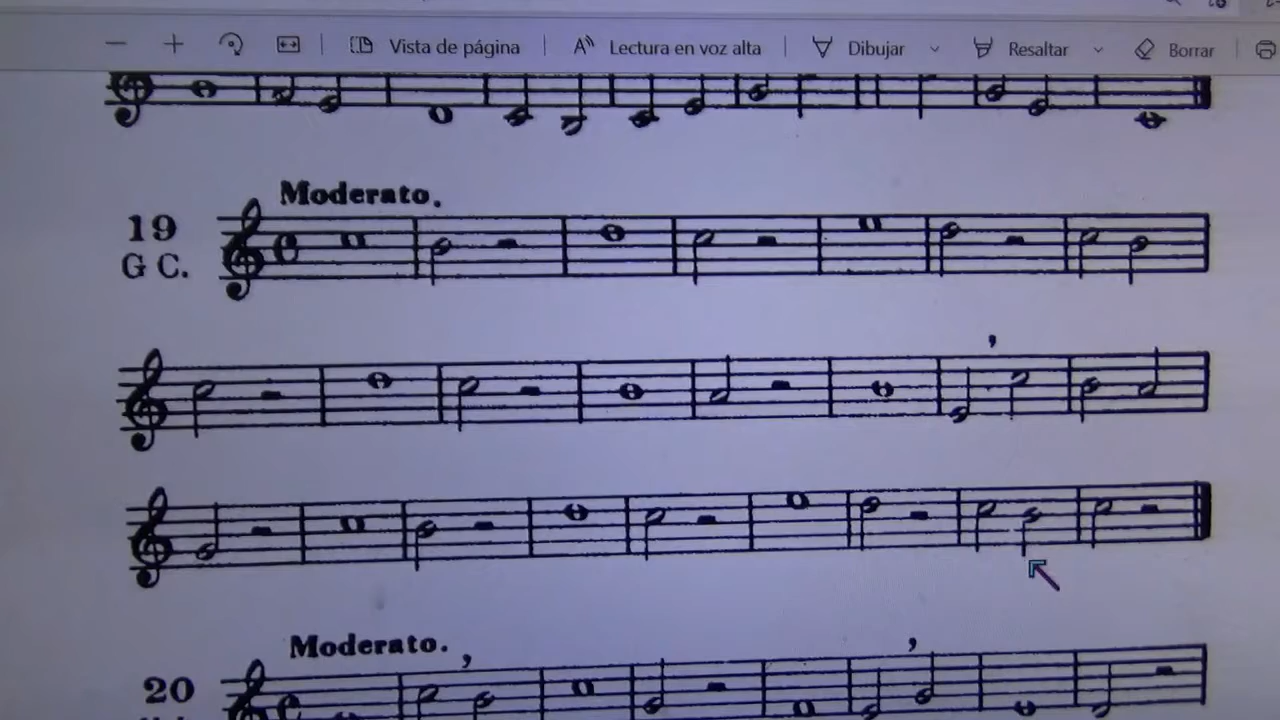 Vista de página Lectura en voz alta Dibujar Resaltar Borrar
Moderato.
19
G C.
Moderato.
20